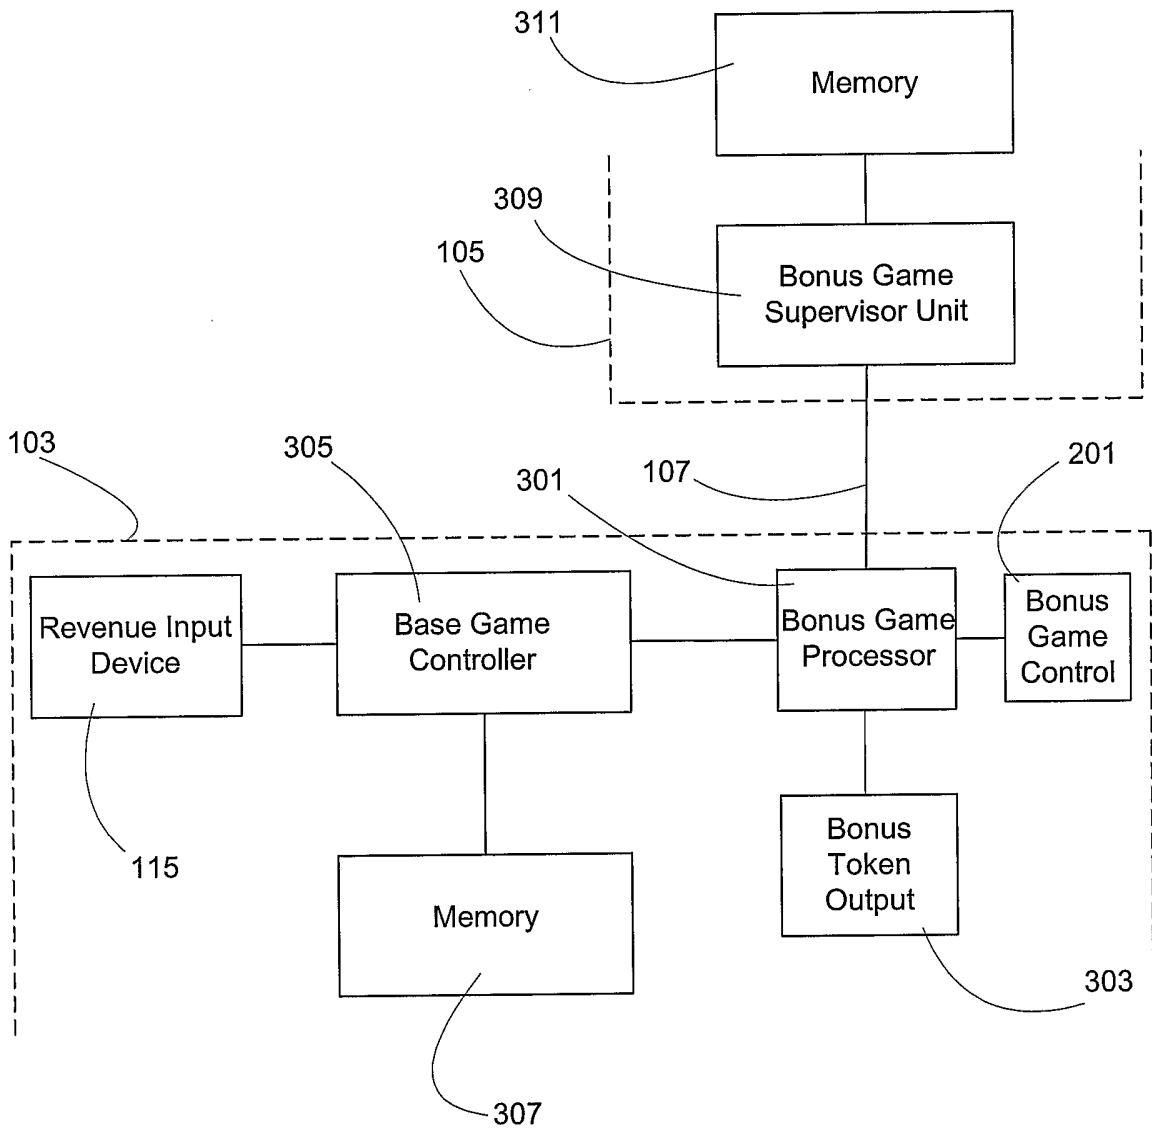 311
Memory
309
105
Bonus Game
Supervisor Unit
103
305
301
107
201
Revenue Input
Device
Base Game
Controller
Bonus Game
Processor
Bonus
Game
Control
115
Memory
Bonus
Token
Output
303
307